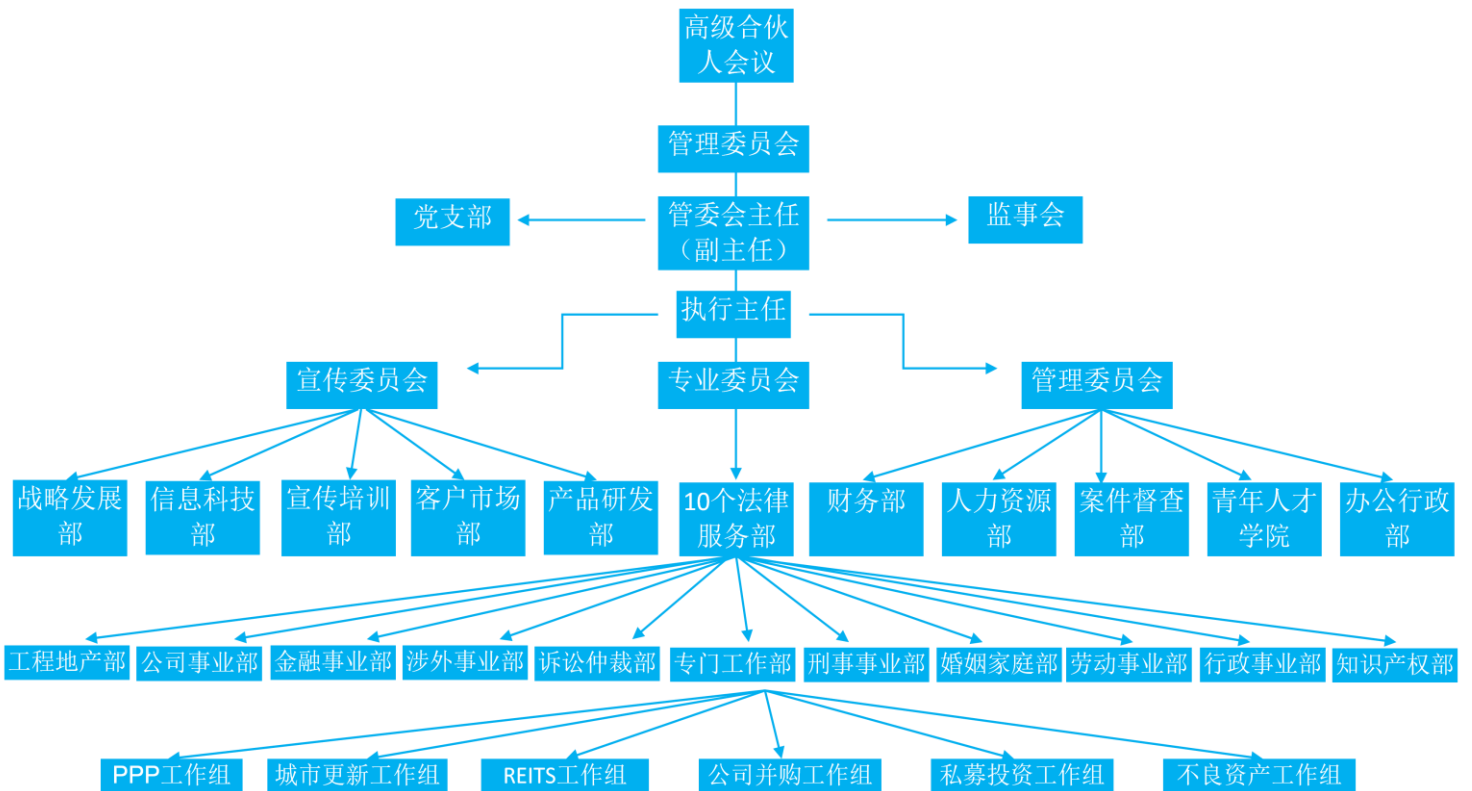 高级合伙
人会议
管理委员会
党支部
管委会主任
（副主任）
监事会
执行主任
宣传委员会
专业委员会
管理委员会
战略发展
部
信息科技
部
宣传培训
部
客户市场
部
产品研发
部
10个法律
服务部
财务部
人力资源
部
案件督查
部
青年人才
学院
办公行政
部
工程地产部
公司事业部
金融事业部
涉外事业部
诉讼仲裁部
专门工作部
刑事事业部
婚姻家庭部
劳动事业部
行政事业部
知识产权部
PPP工作组
城市更新工作组
REITS工作组
公司并购工作组
私募投资工作组
不良资产工作组